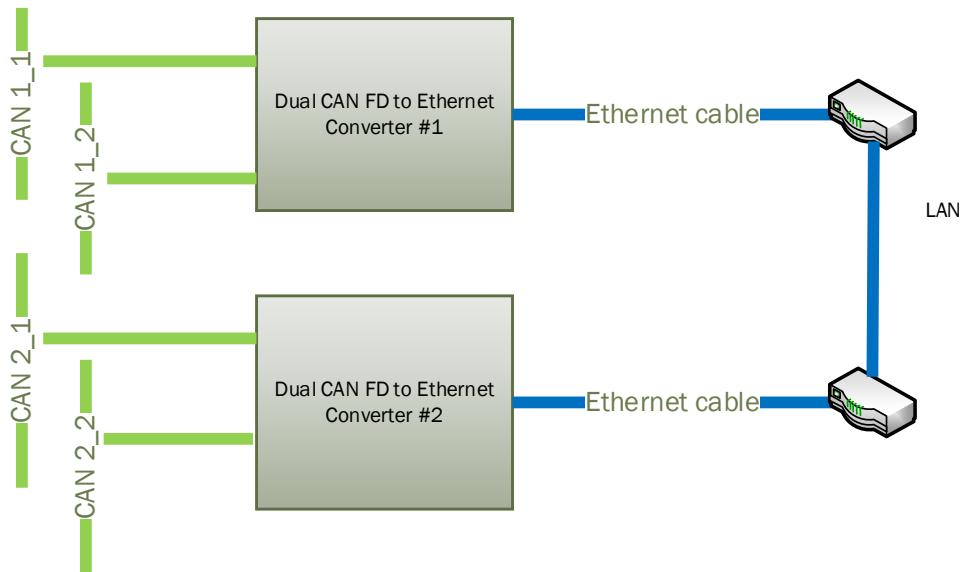 CAN 1_1
CAN 1_2
Dual CAN FD to Ethernet
Converter #1
Ethernet cable
LAN
CAN 2_1
CAN 2_2
Dual CAN FD to Ethernet
Converter #2
Ethernet cable